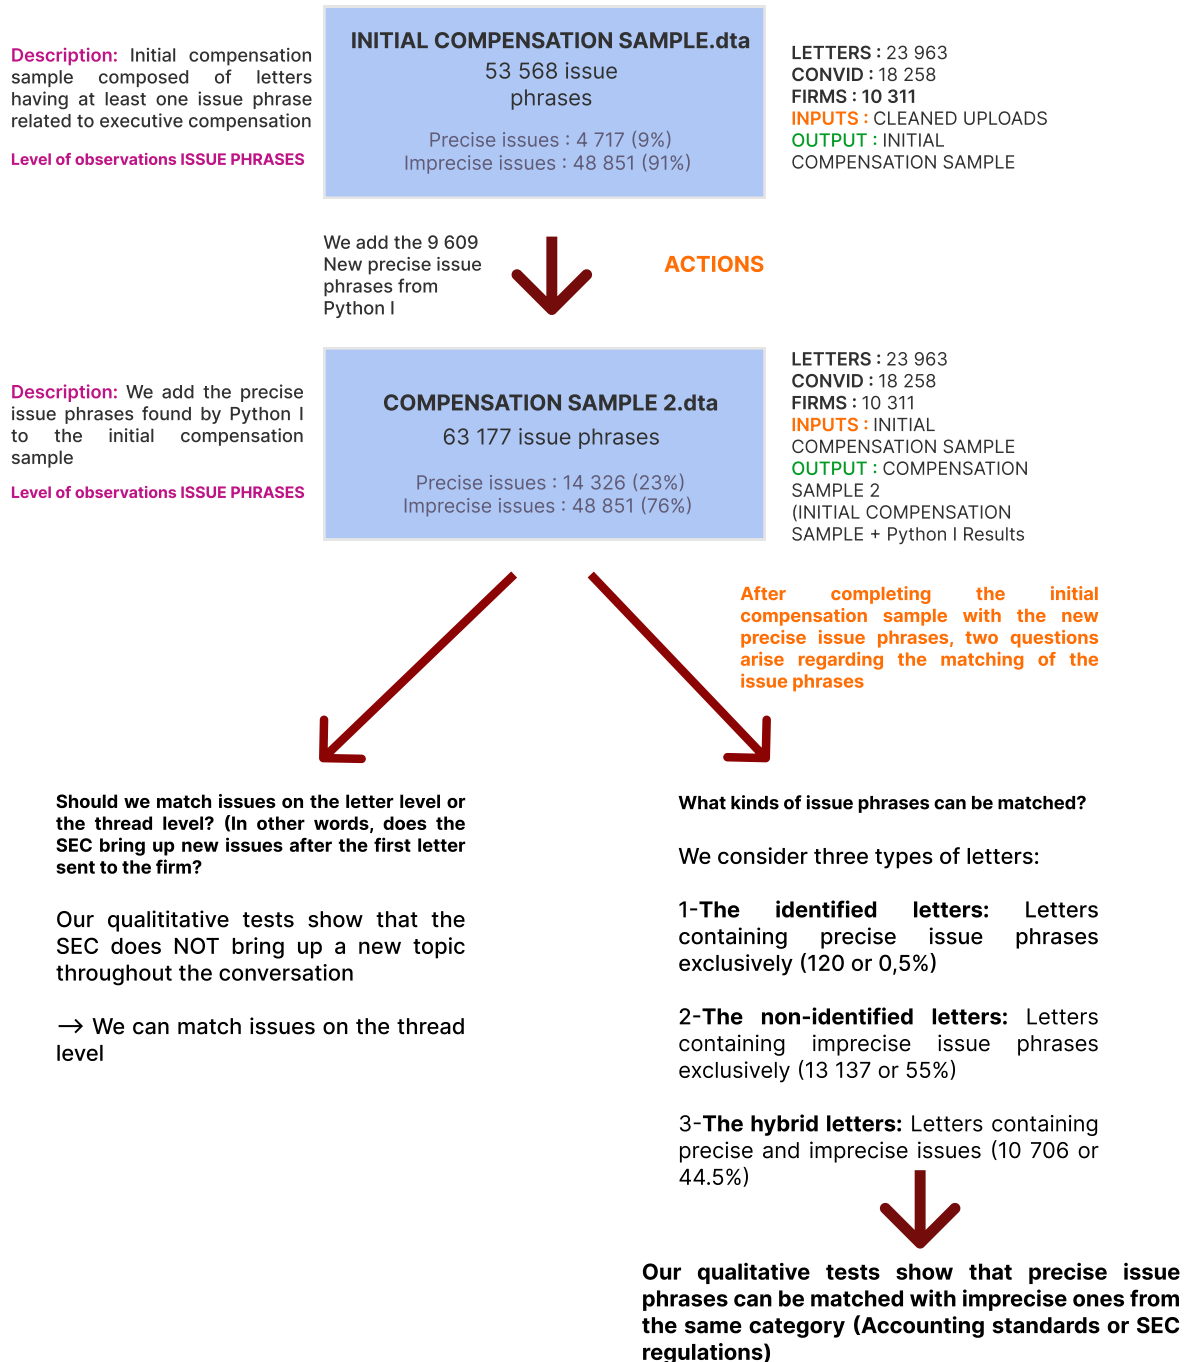 INITIAL COMPENSATION SAMPLE.dta
53 568 issue
phrases
Precise issues : 4 717 (9%)
Imprecise issues : 48 851 (91%)
Description: Initial compensation
sample composed of letters
having at least one issue phrase
related to executive compensation
Level of observations ISSUE PHRASES
LETTERS : 23 963
CONVID : 18 258
FIRMS : 10 311
INPUTS : CLEANED UPLOADS
OUTPUT : INITIAL
COMPENSATION SAMPLE
We add the 9 609
New precise issue
phrases from
Python I
ACTIONS
COMPENSATION SAMPLE 2.dta
63 177 issue phrases
Precise issues : 14 326 (23%)
Imprecise issues : 48 851 (76%)
Description: We add the precise
issue phrases found by Python I
to the initial compensation
sample
Level of observations ISSUE PHRASES
LETTERS : 23 963
CONVID : 18 258
FIRMS : 10 311
INPUTS : INITIAL
COMPENSATION SAMPLE
OUTPUT : COMPENSATION
SAMPLE 2
(INITIAL COMPENSATION
SAMPLE + Python I Results
After completing the initial
compensation sample with the new
precise issue phrases, two questions
arise regarding the matching of the
issue phrases
Should we match issues on the letter level or
the thread level? (In other words, does the
SEC bring up new issues after the first letter
sent to the firm?
Our qualititative tests show that the
SEC does NOT bring up a new topic
throughout the conversation
→ We can match issues on the thread
level
What kinds of issue phrases can be matched?
We consider three types of letters:
1-The identified letters: Letters
containing precise issue phrases
exclusively (120 or 0,5%)
2-The non-identified letters: Letters
containing imprecise issue phrases
exclusively (13 137 or 55%)
3-The hybrid letters: Letters containing
precise and imprecise issues (10 706 or
44.5%)
Our qualitative tests show that precise issue
phrases can be matched with imprecise ones from
the same category (Accounting standards or SEC
regulations)